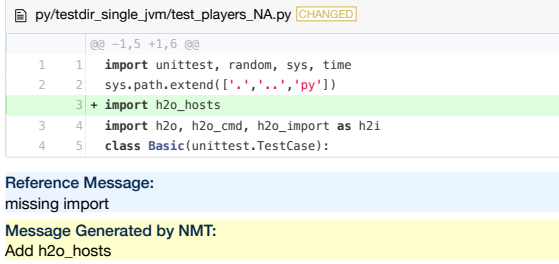 py/testdir_single_jvm/test_players_NA.py CHANGED
@@ -1,5 +1,6 @@
1 1 import unittest, random, sys, time
2 2 sys.path.extend(['.','..','py'])
3 + import h2o_hosts
3 4 import h2o, h2o_cmd, h2o_import as h2i
4 5 class Basic(unittest.TestCase):
Reference Message:
missing import
Message Generated by NMT:
Add h2o_hosts